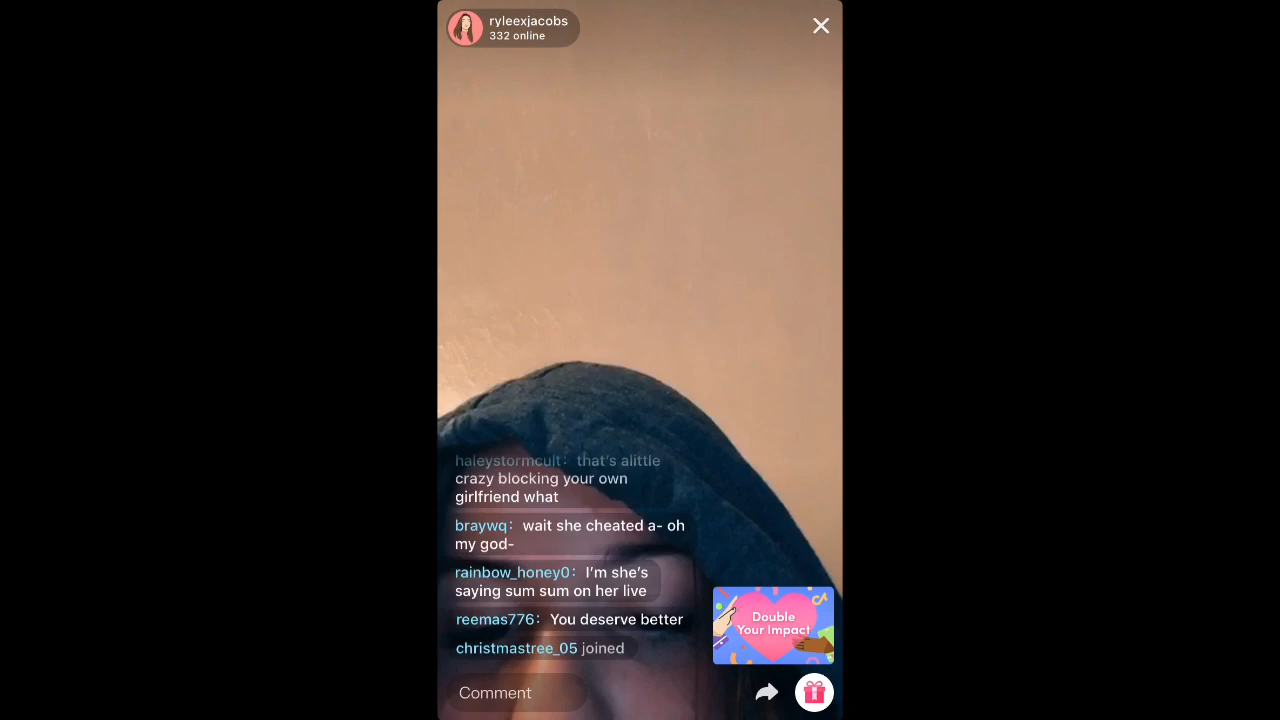 ryleexjacobs
332 online
haleystormcult: that's alittle
crazy blocking your own
girlfriend what
braywq: wait she cheated a- oh
my god-
rainbow_honey0: I'm she's
saying sum sum on her live
reemas776: You deserve better
christmastree_05 joined
Double
Your Impact
Comment